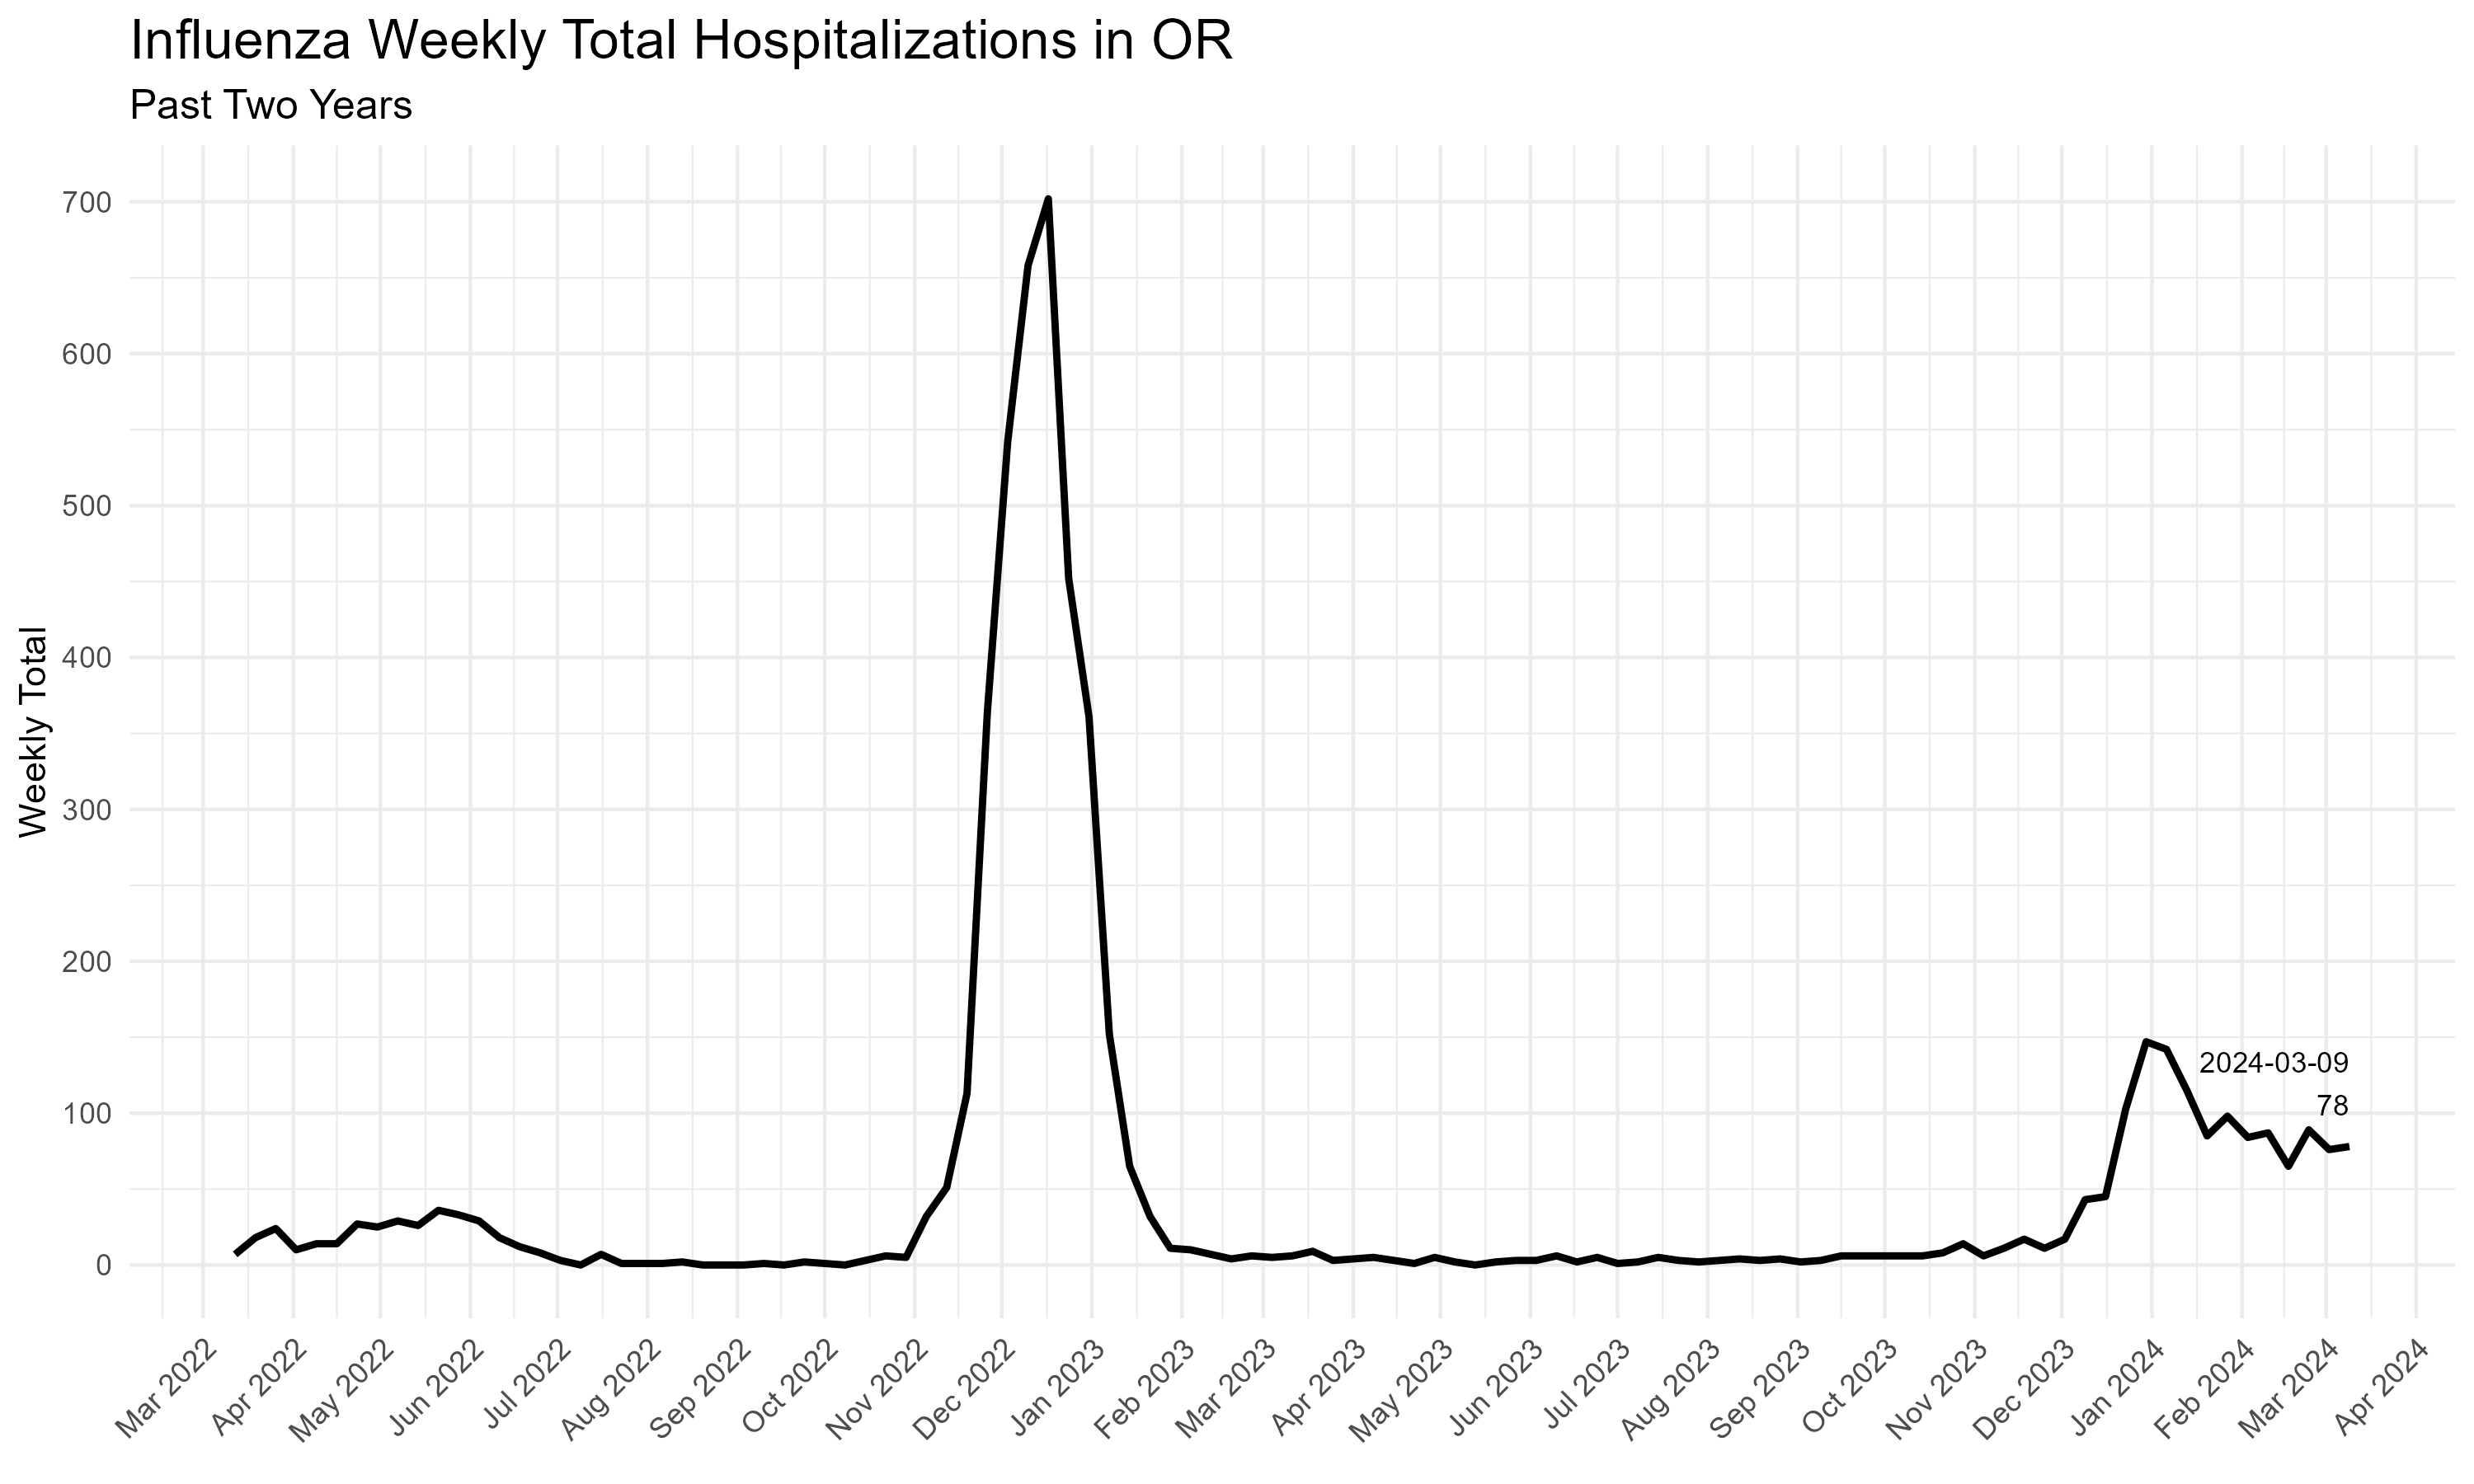 Influenza Weekly Total Hospitalizations in OR
Past Two Years
Weekly Total
700
600
500
400
300
200
100
0
2024-03-09
78
Mar 2022
Apr 2022
May 2022
Jun 2022
Jul 2022
Aug 2022
Sep 2022
Oct 2022
Nov 2022
Dec 2022
Jan 2023
Feb 2023
Mar 2023
Apr 2023
May 2023
Jun 2023
Jul 2023
Aug 2023
Sep 2023
Oct 2023
Nov 2023
Dec 2023
Jan 2024
Feb 2024
Mar 2024
Apr 2024